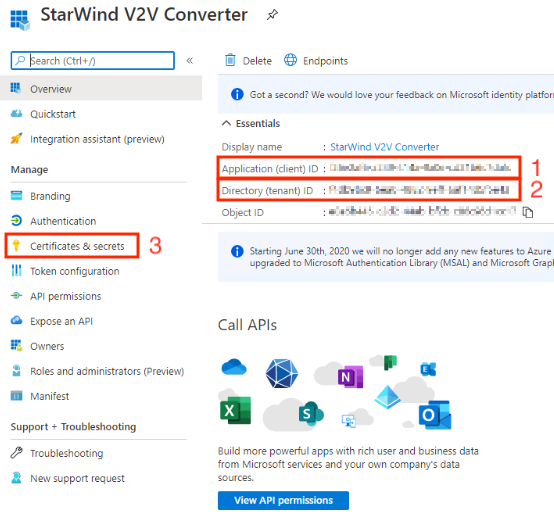 StarWind V2V Converter
Search (Ctrl+/)
«
Overview
Quickstart
Integration assistant (preview)
Manage
Branding
Authentication
Certificates & secrets
3
Token configuration
API permissions
Expose an API
Owners
Roles and administrators (Preview)
Manifest
Support + Troubleshooting
Troubleshooting
New support request
Delete
Endpoints
Got a second? We would love your feedback on Microsoft identity platfor
Essentials
Display name : StarWind V2V Converter
Application (client) ID :
1
Directory (tenant) ID :
2
Object ID :
Starting June 30th, 2020 we will no longer add any new features to Azure
upgraded to Microsoft Authentication Library (MSAL) and Microsoft Grap
Call APIs
N
E
X
S
O
Build more powerful apps with rich user and business data
from Microsoft services and your own company's data
sources.
View API permissions